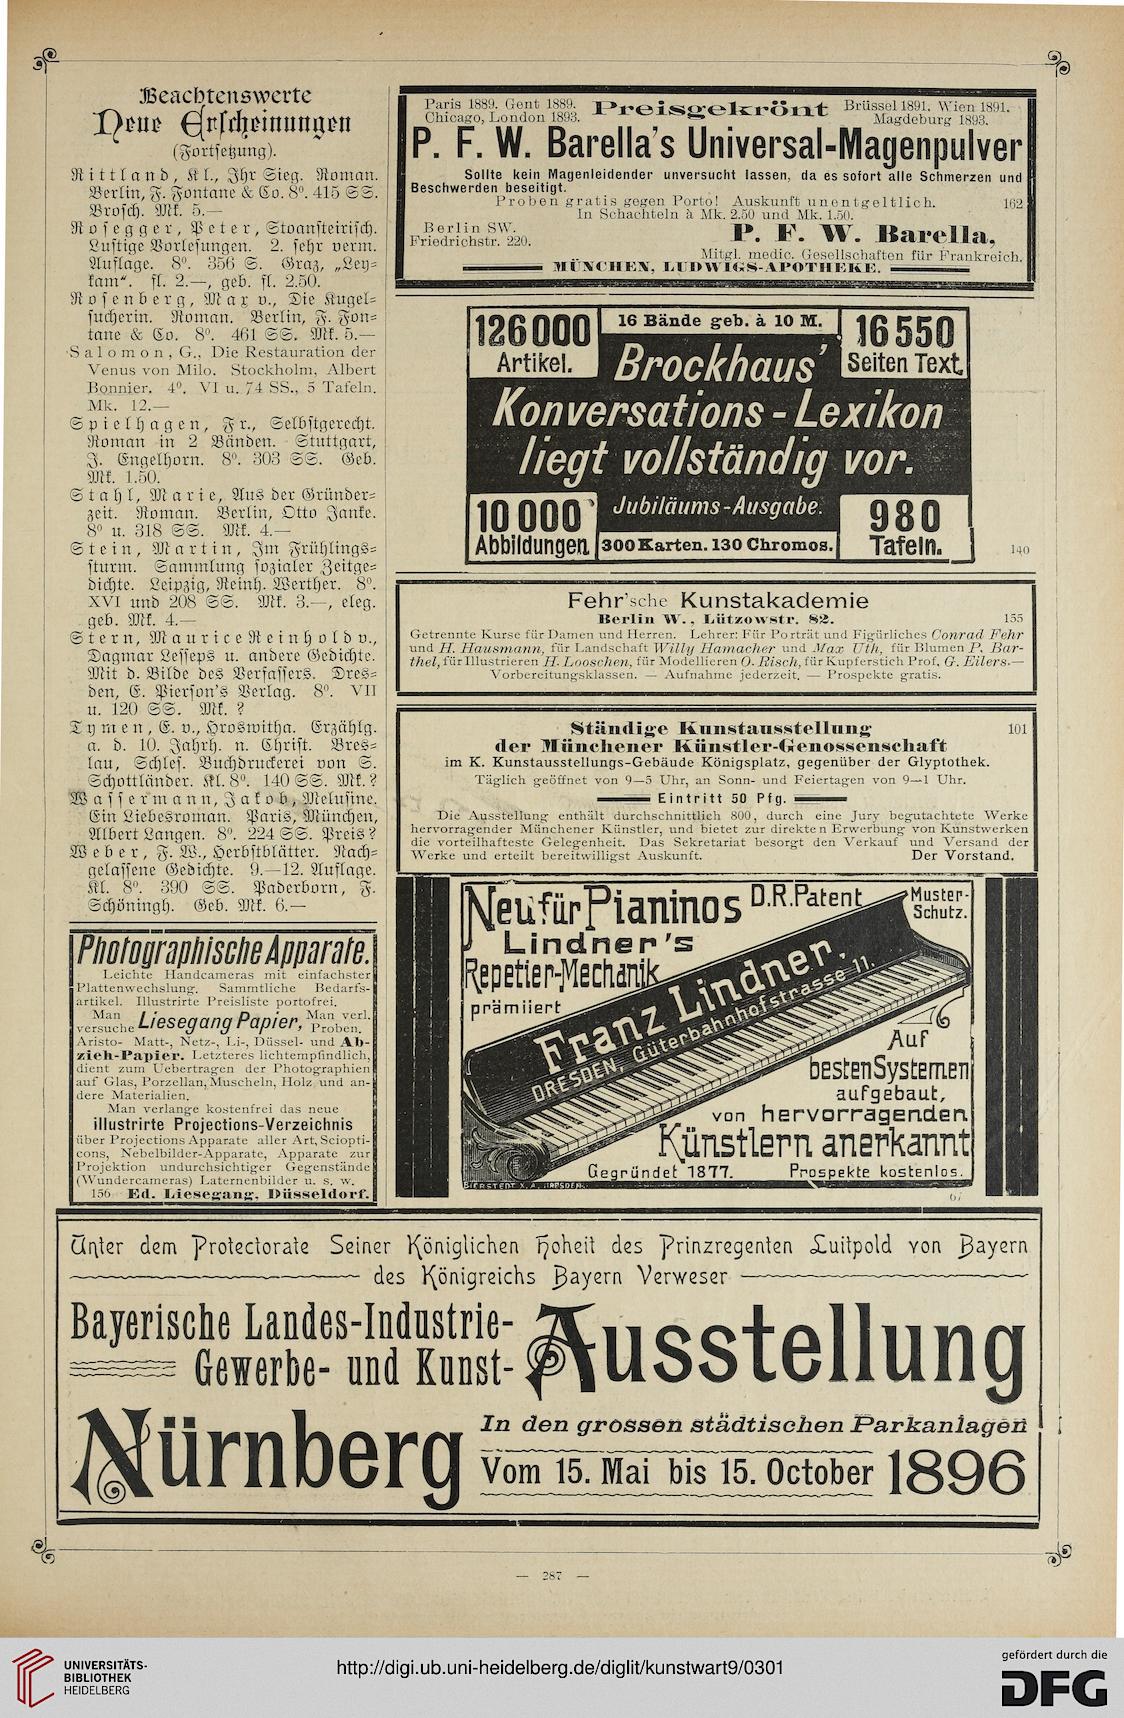 Beachtenswerte
Neue Erscheinungen
(Fortsetzung).
Rittland, Kl., Ihr Sieg. Roman.
Berlin, F. Fontane & Co. 8⁰. 415 SS.
Brosch. Mk. 5.—
Rosegger, Peter, Stoansteirisch.
Lustige Vorlesungen. 2. sehr verm.
Auflage. 8⁰. 356 S. Graz, „Ley=
kam“. fl. 2.—, geb. fl. 2.50.
Rosenberg, Max v., Die Kugel=
sucherin. Roman. Berlin, F. Fon=
tane & Co. 8⁰. 461 SS. Mk. 5.—
Salomon, G., Die Restauration der
Venus von Milo. Stockholm, Albert
Bonnier. 4⁰. VI u. 74 SS., 5 Tafeln.
Mk. 12.—
Spielhagen, Fr., Selbstgerecht.
Roman in 2 Bänden. Stuttgart,
J. Engelhorn. 8⁰. 303 SS. Geb.
Mk. 1.50.
Stahl, Marie, Aus der Gründer=
zeit. Roman. Berlin, Otto Janke.
8⁰ u. 318 SS. Mk. 4.—
Stein, Martin, Im Frühlings=
sturm. Sammlung sozialer Zeitge=
dichte. Leipzig, Reinh. Werther. 8⁰.
XVI und 208 SS. Mk. 3.—, eleg.
geb. Mk. 4.—
Stern, Maurice Reinhold v.,
Dagmar Lesseps u. andere Gedichte.
Mit d. Bilde des Verfassers. Dres=
den, E. Pierson's Verlag. 8⁰. VII
u. 120 SS. Mk. ?
Tymen, E. v., Hroswitha. Erzählg.
a. d. 10. Jahrh. n. Christ. Bres=
lau, Schles. Buchdruckerei von S.
Schottländer. Kl. 8⁰. 140 SS. Mk. ?
Wassermann, Jakob, Melusine.
Ein Liebesroman. Paris, München,
Albert Langen. 8⁰. 224 SS. Preis ?
Weber, F. W., Herbstblätter. Nach=
gelassene Gedichte. 9.—12. Auflage.
Kl. 8⁰. 390 SS. Paderborn, F.
Schöningh. Geb. Mk. 6.—
Photographische Apparate.
Leichte Handcameras mit einfachster
Plattenwechslung. Sammtliche Bedarfs-
artikel. Illustrirte Preisliste portofrei.
Man versuche Liesegang Papier, Man verl. Proben.
Aristo- Matt-, Netz-, Li-, Düssel- und Ab-
zieh-Papier. Letzteres lichtempfindlich,
dient zum Uebertragen der Photographien
auf Glas, Porzellan, Muscheln, Holz und an-
dere Materialien.
Man verlange kostenfrei das neue
illustrirte Projections-Verzeichnis
über Projections Apparate aller Art, Sciopti-
cons, Nebelbilder-Apparate, Apparate zur
Projektion undurchsichtiger Gegenstände
(Wundercameras) Laternenbilder u. s. w.
156 Ed. Liesegang, Düsseldorf.
Paris 1889. Gent 1889. Preisgekrönt Brüssel 1891. Wien 1891.
Chicago, London 1893. Magdeburg 1893.
P. F. W. Barella's Universal-Magenpulver
Sollte kein Magenleidender unversucht lassen, da es sofort alle Schmerzen und
Beschwerden beseitigt.
Proben gratis gegen Porto! Auskunft unentgeltlich. 162
In Schachteln à Mk. 2.50 und Mk. 1.50.
Berlin SW.
Friedrichstr. 220.
P. F. W. Barella,
Mitgl. medic. Gesellschaften für Frankreich.
MÜNCHEN, LUDWIGS-APOTHEKE.
126 000 Artikel.
16 Bände geb. à 10 M.
16 550 Seiten Text.
Brockhaus'
Konversations-Lexikon
liegt vollständig vor.
10 000 Abbildungen.
Jubiläums-Ausgabe.
300 Karten. 130 Chromos.
980 Tafeln.
140
Fehr'sche Kunstakademie
Berlin W., Lützowstr. 82. 155
Getrennte Kurse für Damen und Herren. Lehrer: Für Porträt und Figürliches Conrad Fehr
und H. Hausmann, für Landschaft Willy Hamacher und Max Uth, für Blumen P. Bar-
thel, für Illustrieren H. Looschen, für Modellieren O. Risch, für Kupferstich Prof. G. Eilers.—
Vorbereitungsklassen. — Aufnahme jederzeit. — Prospekte gratis.
Ständige Kunstausstellung 101
der Münchener Künstler-Genossenschaft
im K. Kunstausstellungs-Gebäude Königsplatz, gegenüber der Glyptothek.
Täglich geöffnet von 9—5 Uhr, an Sonn- und Feiertagen von 9—1 Uhr.
Eintritt 50 Pfg.
Die Ausstellung enthält durchschnittlich 800, durch eine Jury begutachtete Werke
hervorragender Münchener Künstler, und bietet zur direkten Erwerbung von Kunstwerken
die vorteilhafteste Gelegenheit. Das Sekretariat besorgt den Verkauf und Versand der
Werke und erteilt bereitwilligst Auskunft. Der Vorstand.
Neu für Pianinos D.R.Patent Muster-Schutz.
Lindner's
Repetier-Mechanik
prämiiert
Franz Lindner.
DRESDEN, Güterbahnhofstrasse 11.
Auf
besten Systemen
aufgebaut,
von hervorragenden
Künstlern anerkannt
Gegründet 1877. Prospekte kostenlos.
67
Unter dem Protectorate Seiner Königlichen Hoheit des Prinzregenten Luitpold von Bayern
des Königreichs Bayern Verweser
Bayerische Landes-Industrie-
Gewerbe- und Kunst-
Ausstellung
Nürnberg
In den grossen städtischen Parkanlagen
Vom 15. Mai bis 15. October 1896
— 287 —
UNIVERSITÄTS-
BIBLIOTHEK
HEIDELBERG
http://digi.ub.uni-heidelberg.de/diglit/kunstwart9/0301
gefördert durch die
DFG